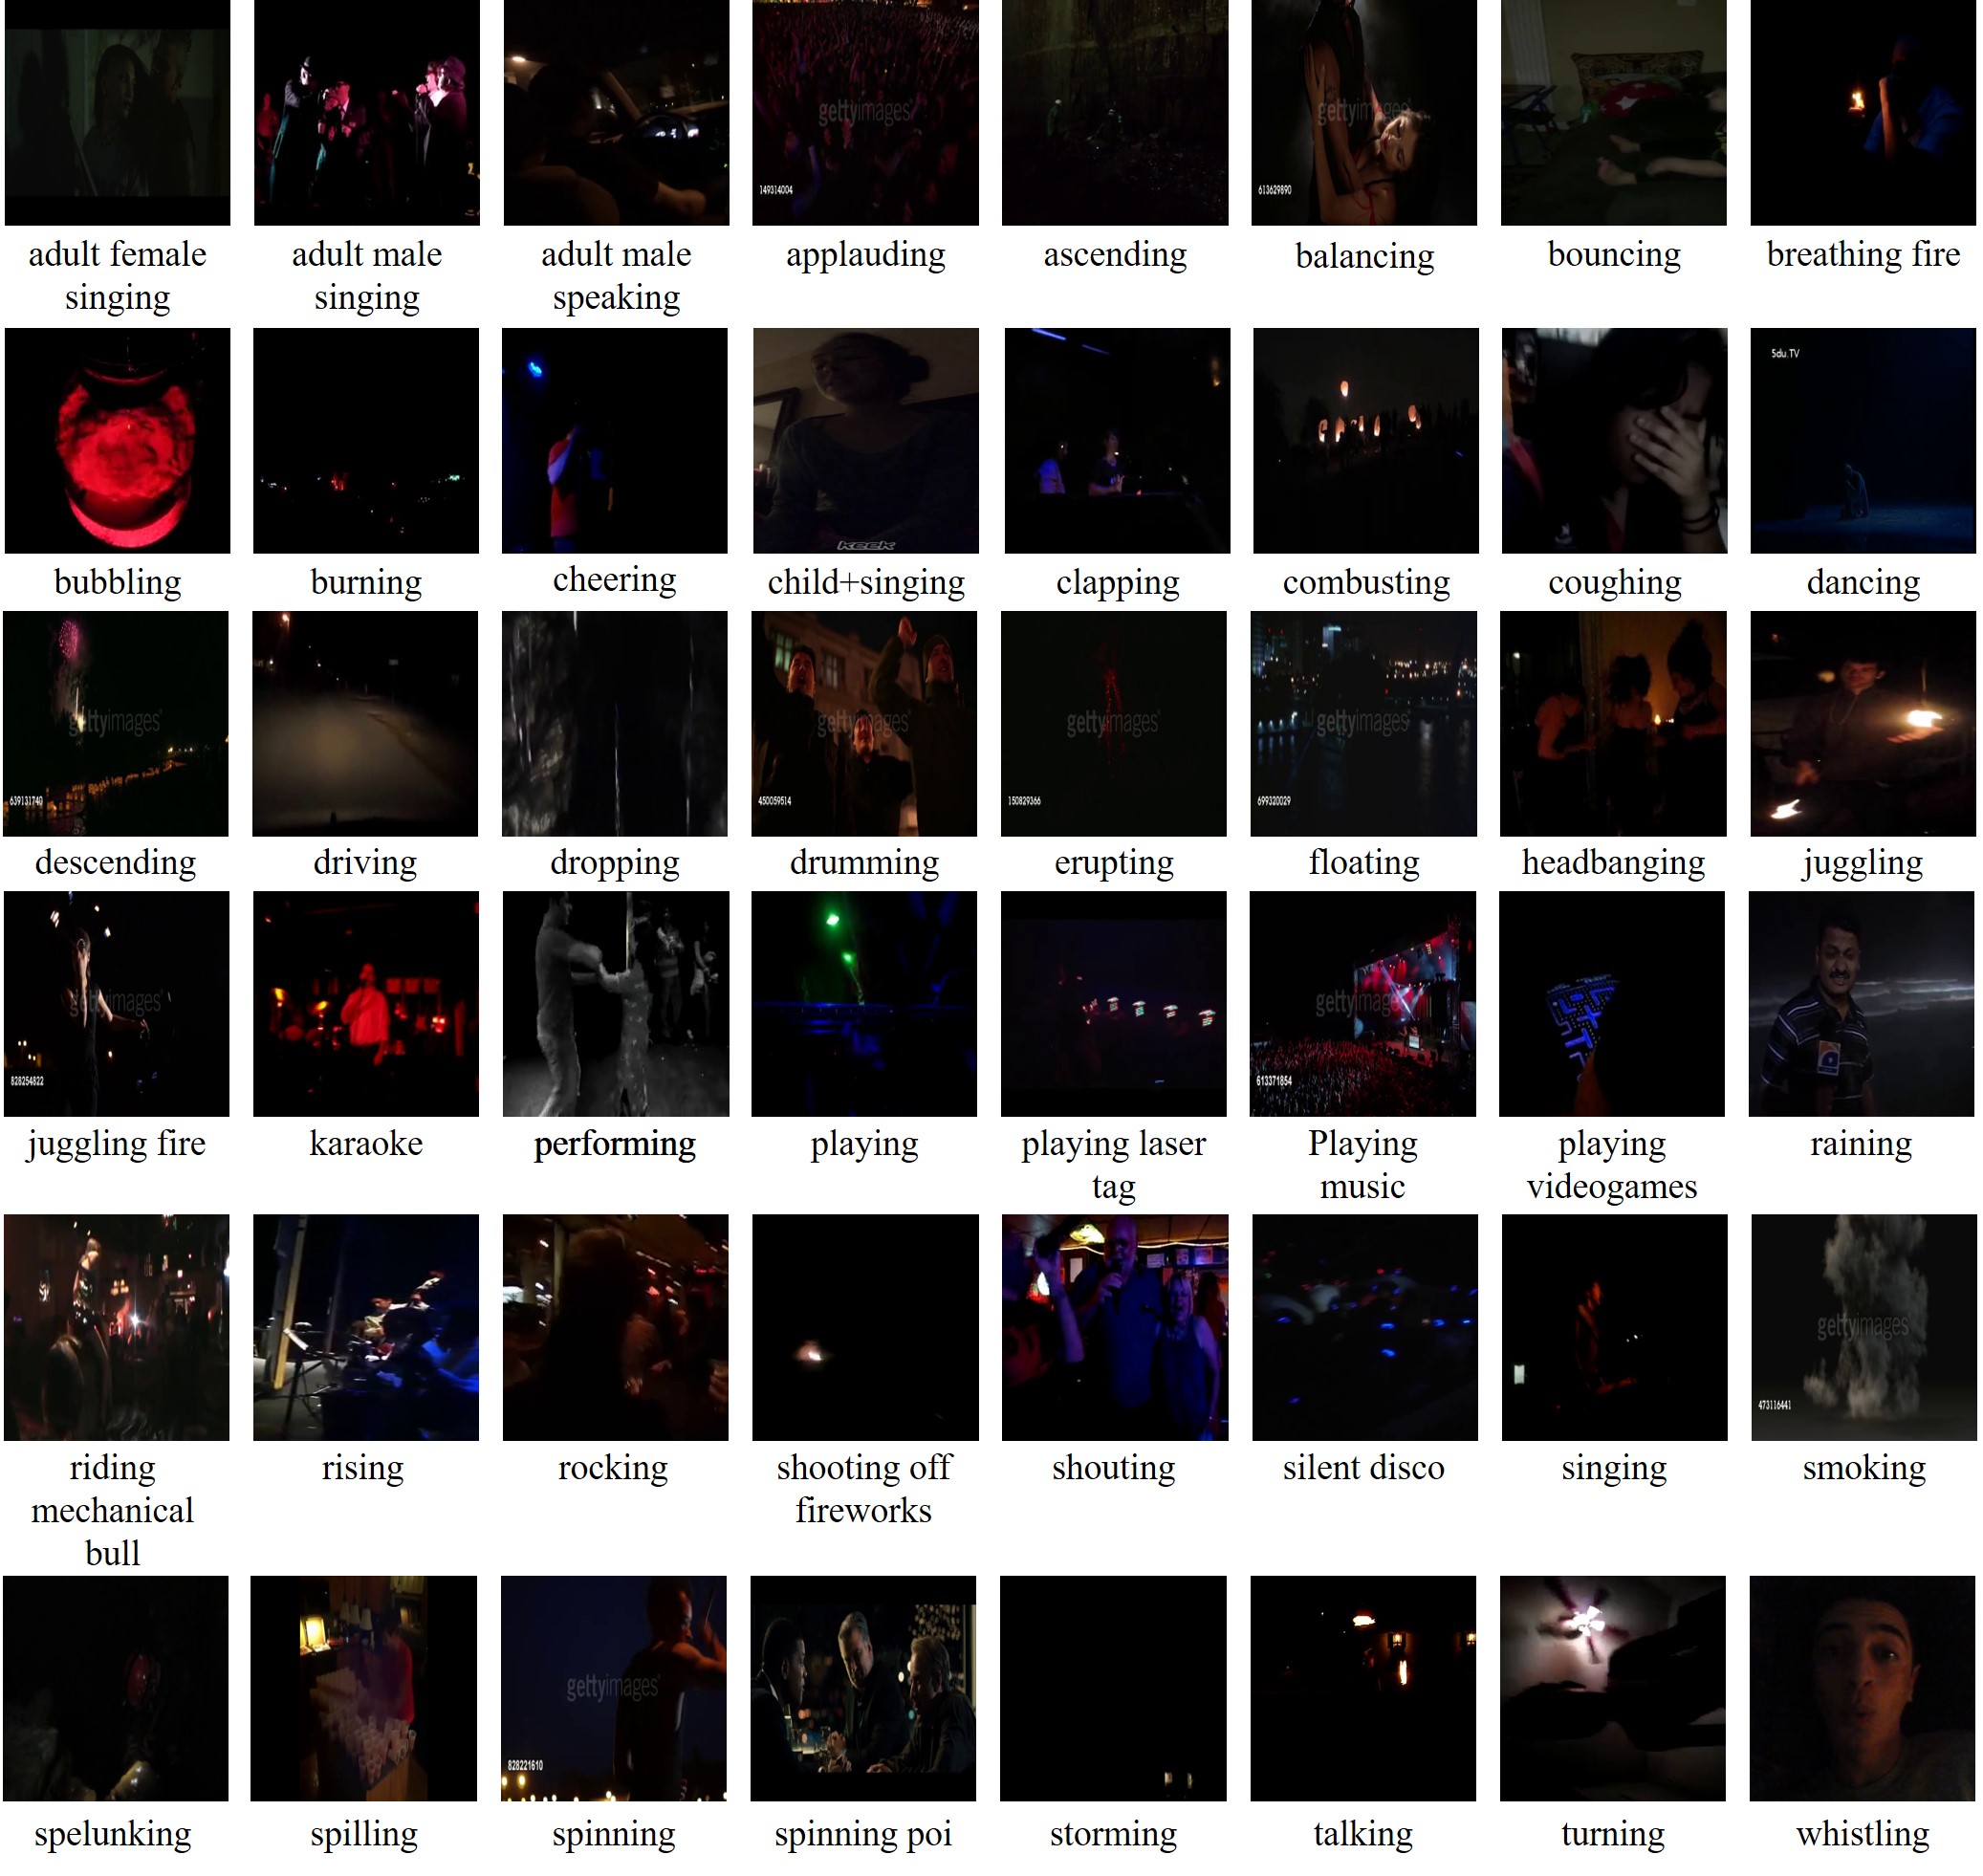 gettyimages®
149314004
gettyimages®
613629890
adult female
singing
adult male
singing
adult male
speaking
applauding
ascending
balancing
bouncing
breathing fire
keek
5du.TV
bubbling
burning
cheering
child+singing
clapping
combusting
coughing
dancing
gettyimages®
639131740
gettyimages®
450059514
gettyimages®
150829366
gettyimages®
699320029
descending
driving
dropping
drumming
erupting
floating
headbanging
juggling
gettyimages®
828254822
gettyimages®
613371854
juggling fire
karaoke
performing
playing
playing laser
tag
Playing
music
playing
videogames
raining
gettyimages®
473116441
riding
mechanical
bull
rising
rocking
shooting off
fireworks
shouting
silent disco
singing
smoking
gettyimages®
828221610
spelunking
spilling
spinning
spinning poi
storming
talking
turning
whistling